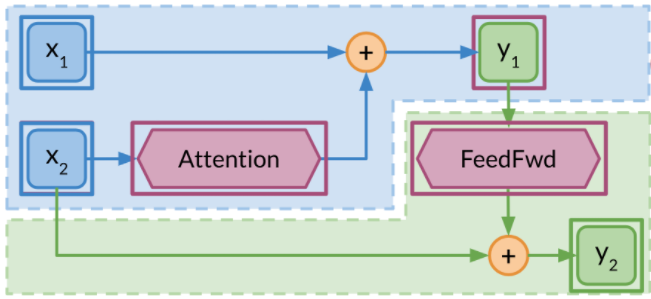 x1
+
y1
x2
Attention
FeedFwd
+
y2